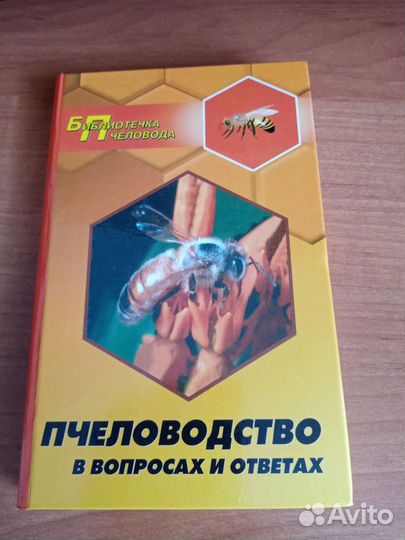 БИБЛИОТЕЧКА
ПЧЕЛОВОДА
ПЧЕЛОВОДСТВО
В ВОПРОСАХ И ОТВЕТАХ
Avito